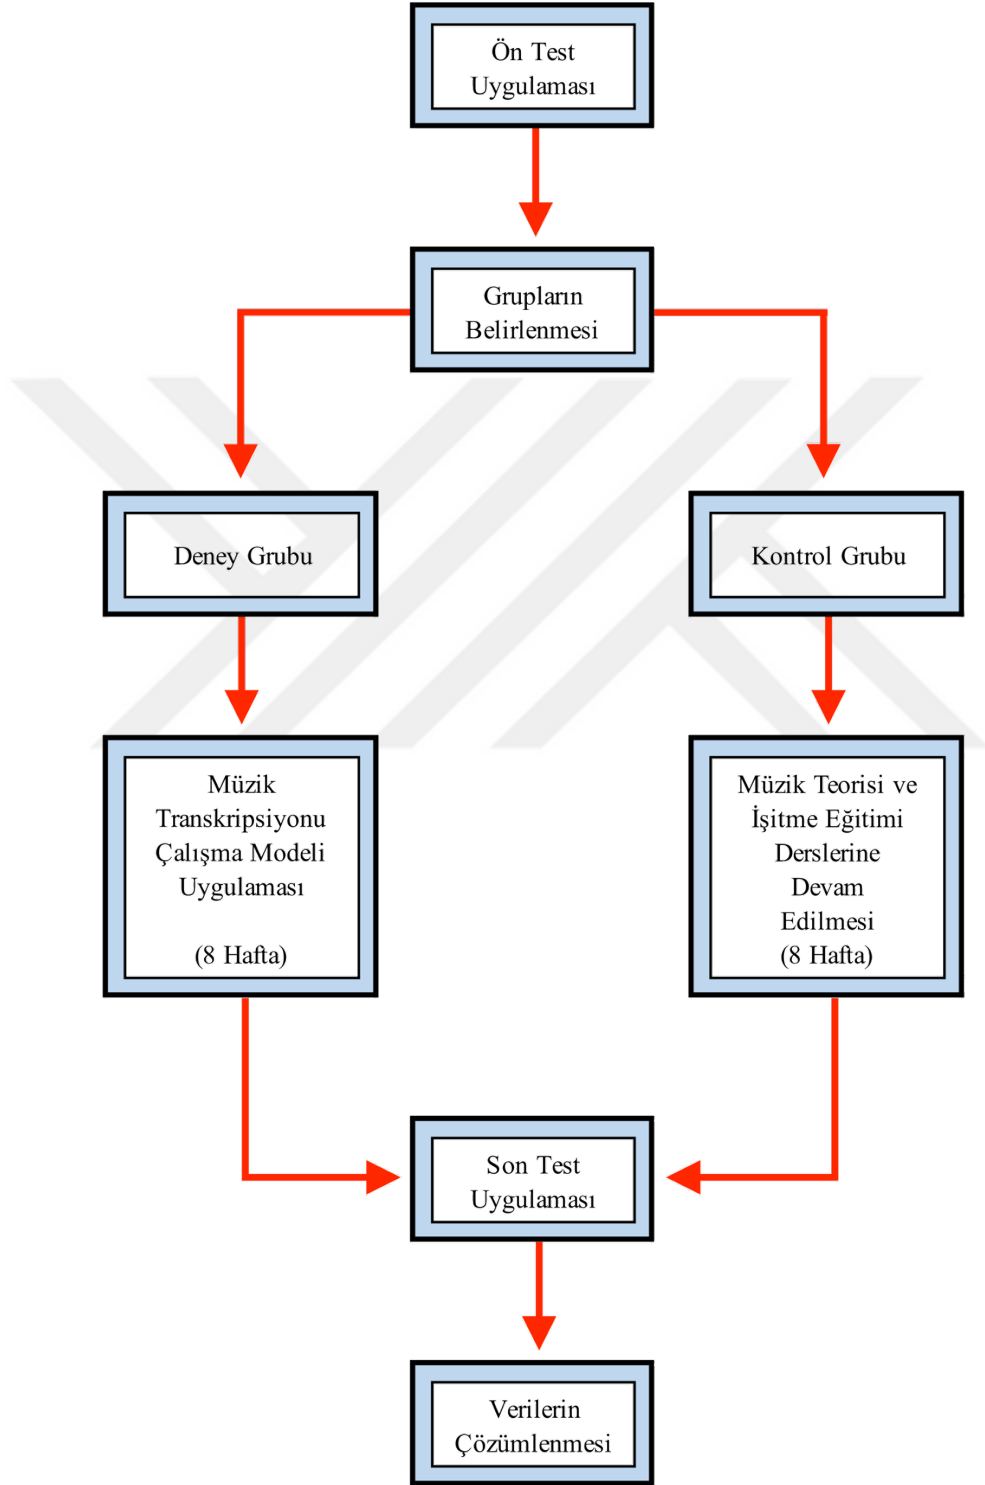 Ön Test
Uygulaması
Grupların
Belirlenmesi
Deney Grubu
Kontrol Grubu
Müzik
Transkripsiyonu
Çalışma Modeli
Uygulaması
(8 Hafta)
Müzik Teorisi ve
İşitme Eğitimi
Derslerine
Devam
Edilmesi
(8 Hafta)
Son Test
Uygulaması
Verilerin
Çözümlenmesi